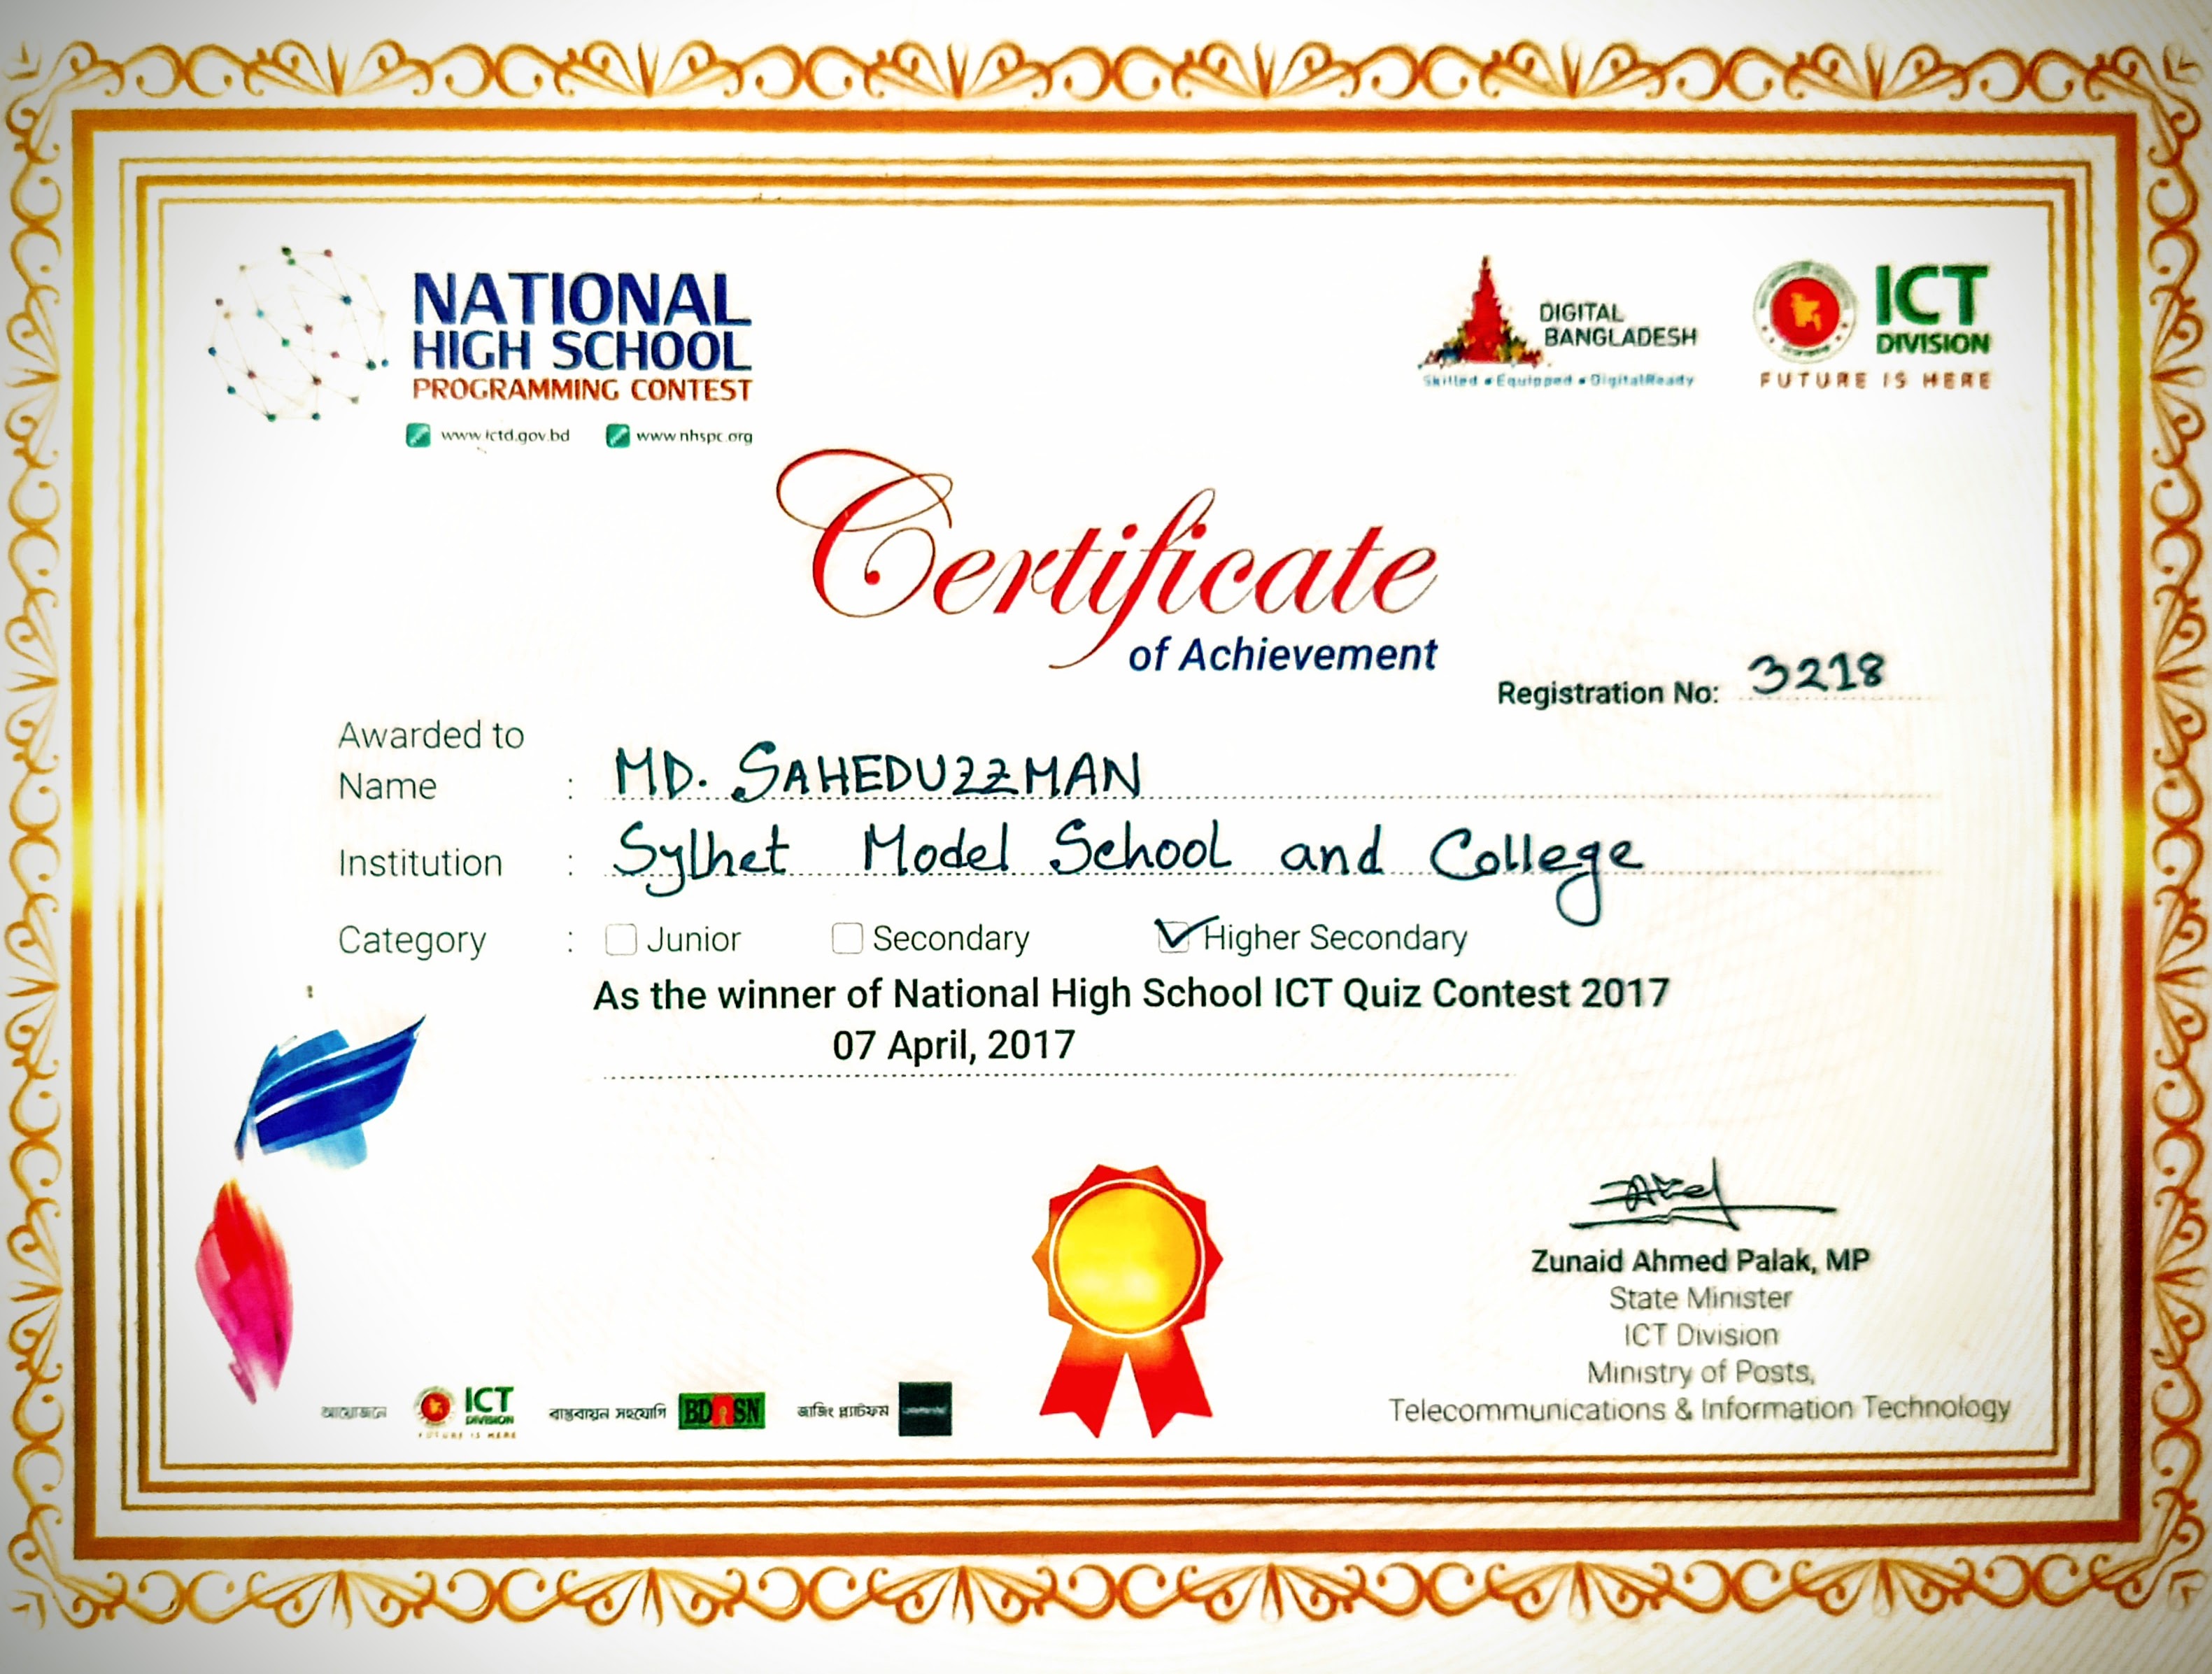 NATIONAL
HIGH SCHOOL
PROGRAMMING CONTEST
www.ictd.gov.bd www.nhspc.org
DIGITAL
BANGLADESH
Skilled • Equipped • DigitalReady
ICT
DIVISION
FUTURE IS HERE
Certificate
of Achievement
Registration No: 3218
Awarded to
Name : MD. SAHEDUZZMAN
Institution : Sylhet Model School and College
Category : Junior Secondary Higher Secondary
As the winner of National High School ICT Quiz Contest 2017
07 April, 2017
Zunaid Ahmed Palak, MP
State Minister
ICT Division
Ministry of Posts,
Telecommunications & Information Technology
আয়োজনে ICT DIVISION FUTURE IS HERE বাস্তবায়ন সহযোগি BDOSN জাজিং প্ল্যাটফর্ম